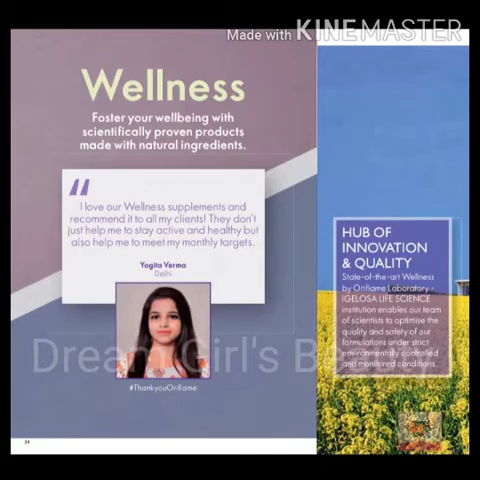 Made with KINEMASTER
Wellness
Foster your wellbeing with
scientifically proven products
made with natural ingredients.
"
I love our Wellness supplements and
recommend it to all my clients! They don't
just help me to stay active and healthy but
also help me to meet my monthly targets.
Yogita Verma
Delhi
#ThankyouOriflame
24
HUB OF
INNOVATION
& QUALITY
State-of-the-art Wellness
by Oriflame Laboratory -
IGELOSA LIFE SCIENCE
institution enables our team
of scientists to optimise the
quality and safety of our
formulations under strict
environmentally controlled
and monitored conditions.
Dream Girl's Beauty